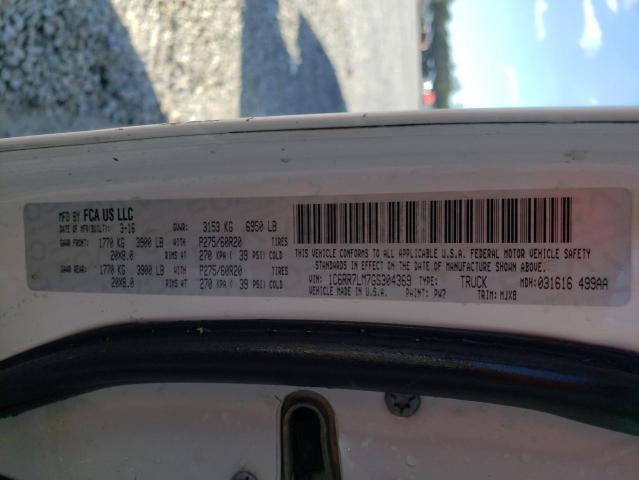 MFD BY FCA US LLC
DATE OF MFR(BUILT): 3-16 GVWR: 3153 KG 6950 LB
GAWR FRONT: 1770 KG 3900 LB WITH P275/60R20 TIRES
20X8.0 RIMS AT 270 KPA ( 39 PSI) COLD
GAWR REAR: 1770 KG 3900 LB WITH P275/60R20 TIRES
20X8.0 RIMS AT 270 KPA ( 39 PSI) COLD
THIS VEHICLE CONFORMS TO ALL APPLICABLE U.S.A. FEDERAL MOTOR VEHICLE SAFETY
STANDARDS IN EFFECT ON THE DATE OF MANUFACTURE SHOWN ABOVE.
VIN: 1C6RR7LM7GS304369 TYPE: TRUCK MDH:031616 499AA
VEHICLE MADE IN U.S.A. PAINT: PW7 TRIM: MJX8